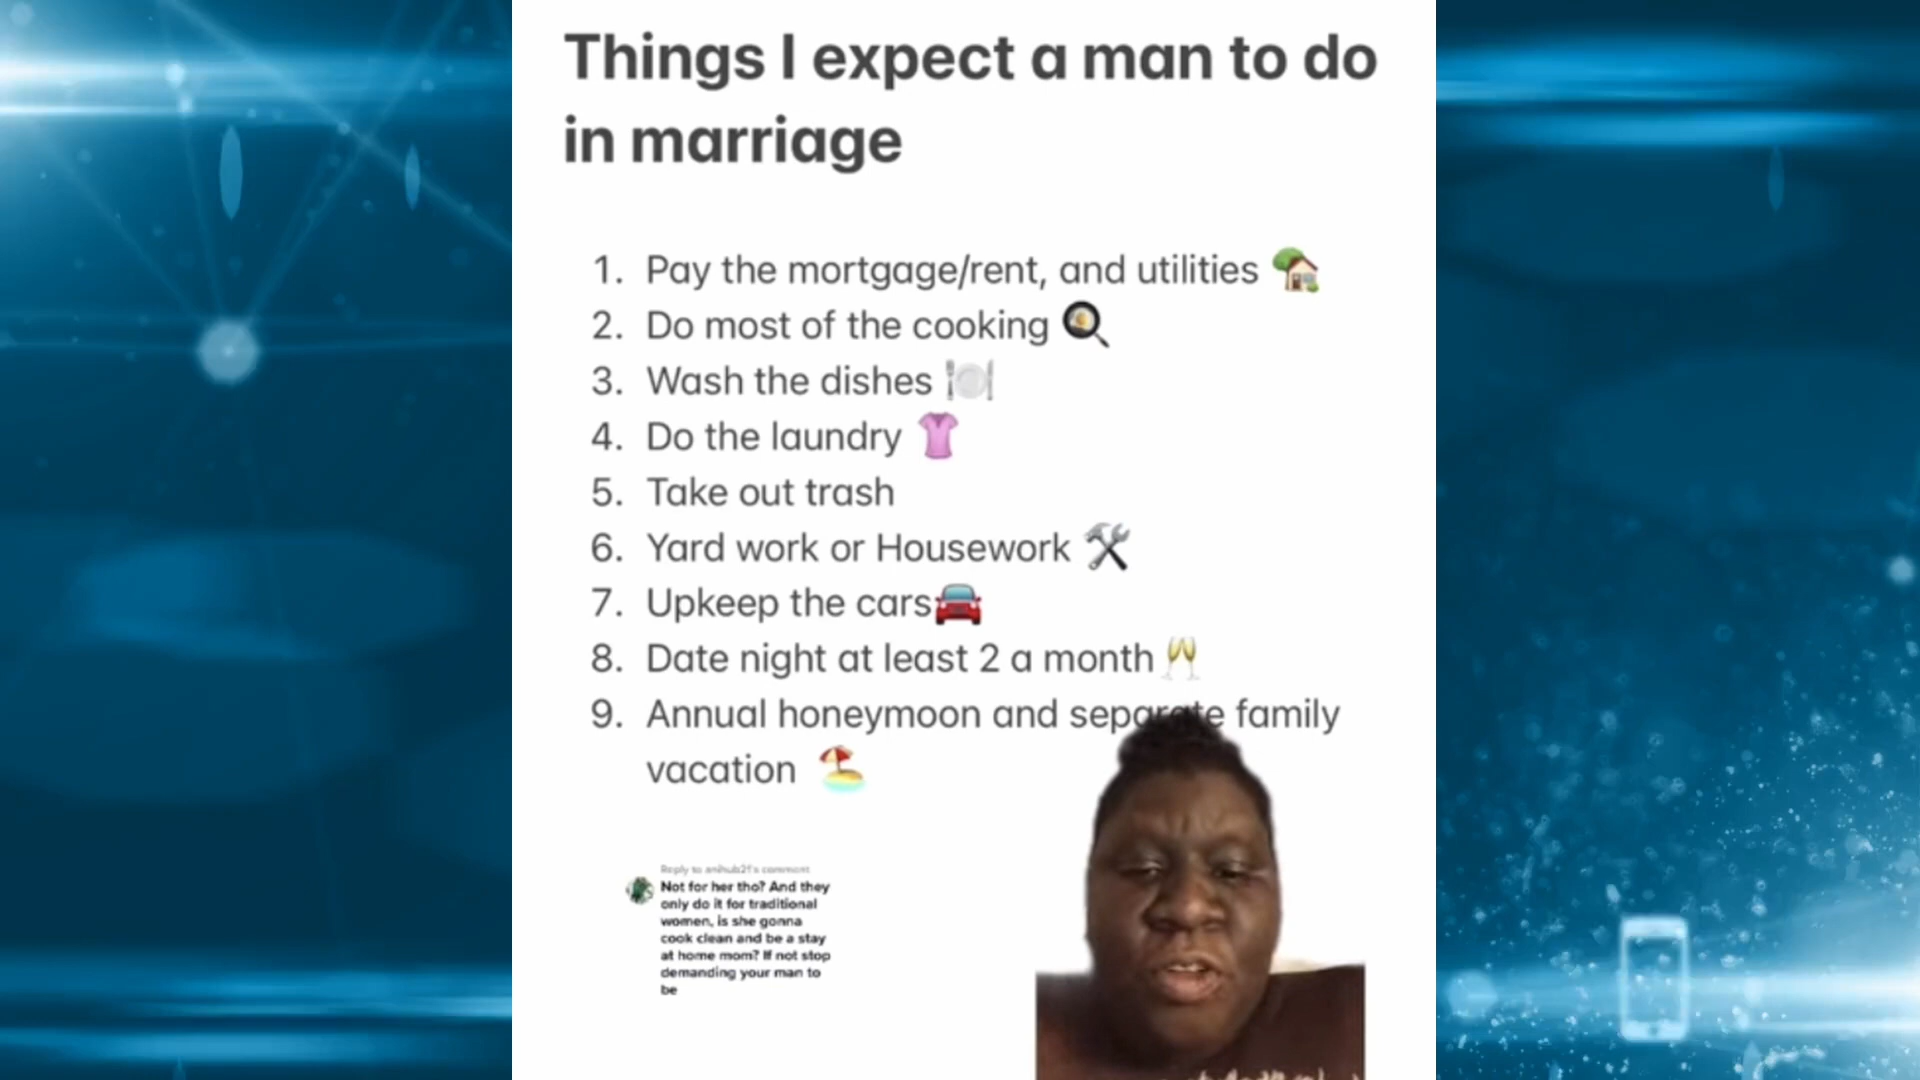 Things I expect a man to do
in marriage
1. Pay the mortgage/rent, and utilities 🏡
2. Do most of the cooking 🍳
3. Wash the dishes 🍽️
4. Do the laundry 👚
5. Take out trash
6. Yard work or Housework 🛠️
7. Upkeep the cars🚘
8. Date night at least 2 a month🥂
9. Annual honeymoon and separate family
vacation 🏖️
Reply to comment
Not for her tho? And they
only do it for traditional
women, is she gonna
cook clean and be a stay
at home mom? If not stop
demanding your man to
be